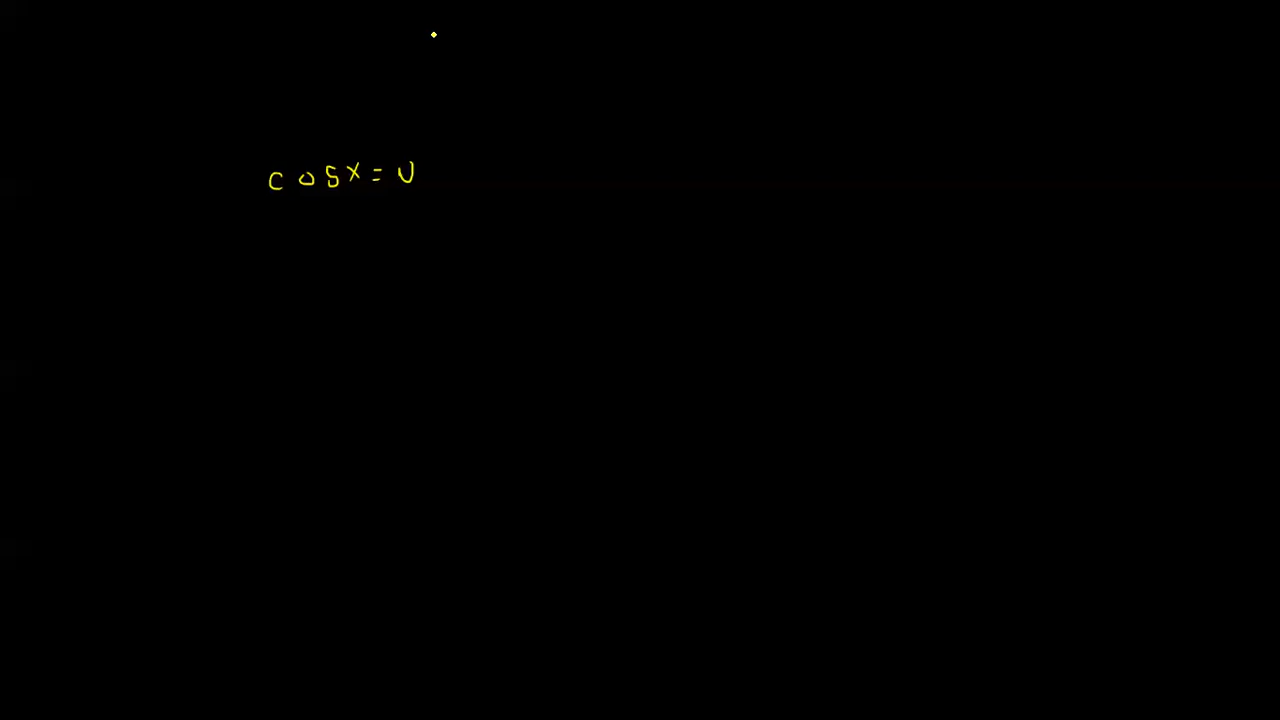 cosx = u